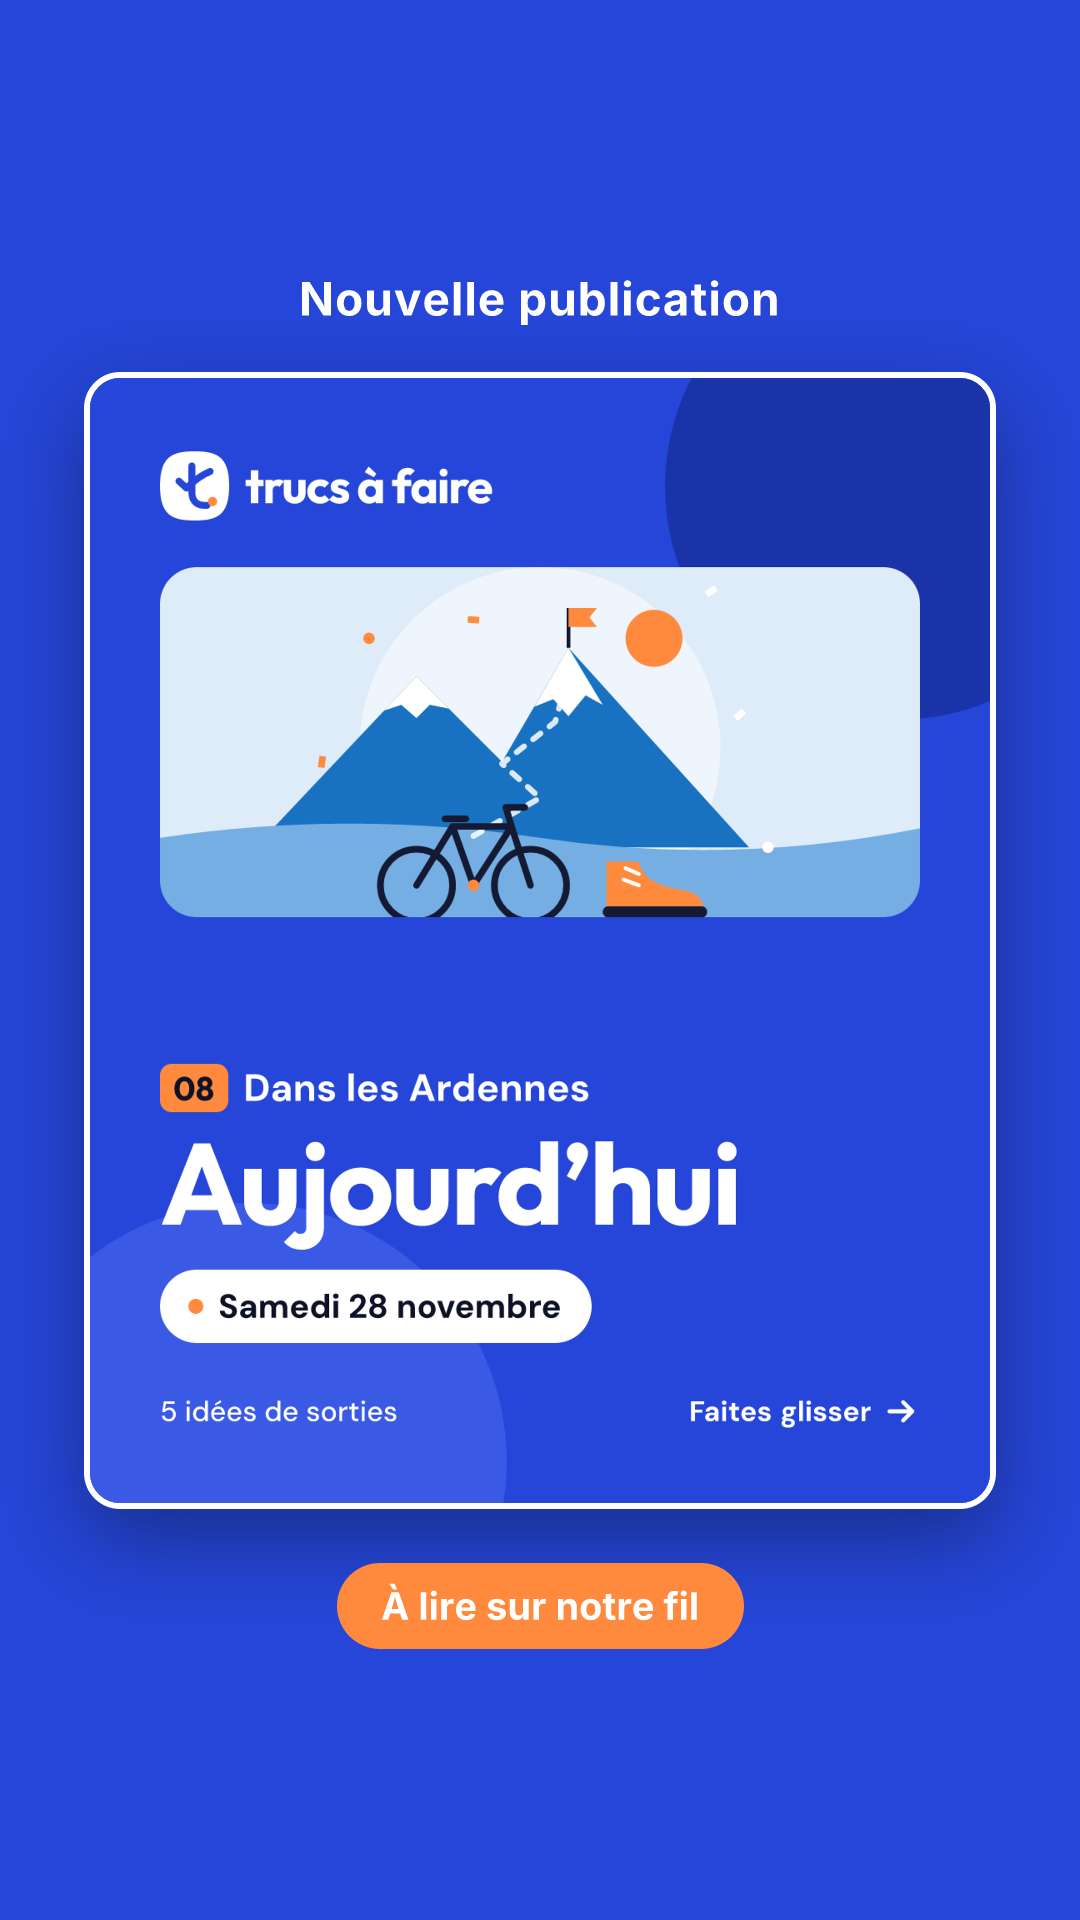 Nouvelle publication
trucs à faire
08 Dans les Ardennes
Aujourd’hui
Samedi 28 novembre
5 idées de sorties
Faites glisser →
À lire sur notre fil